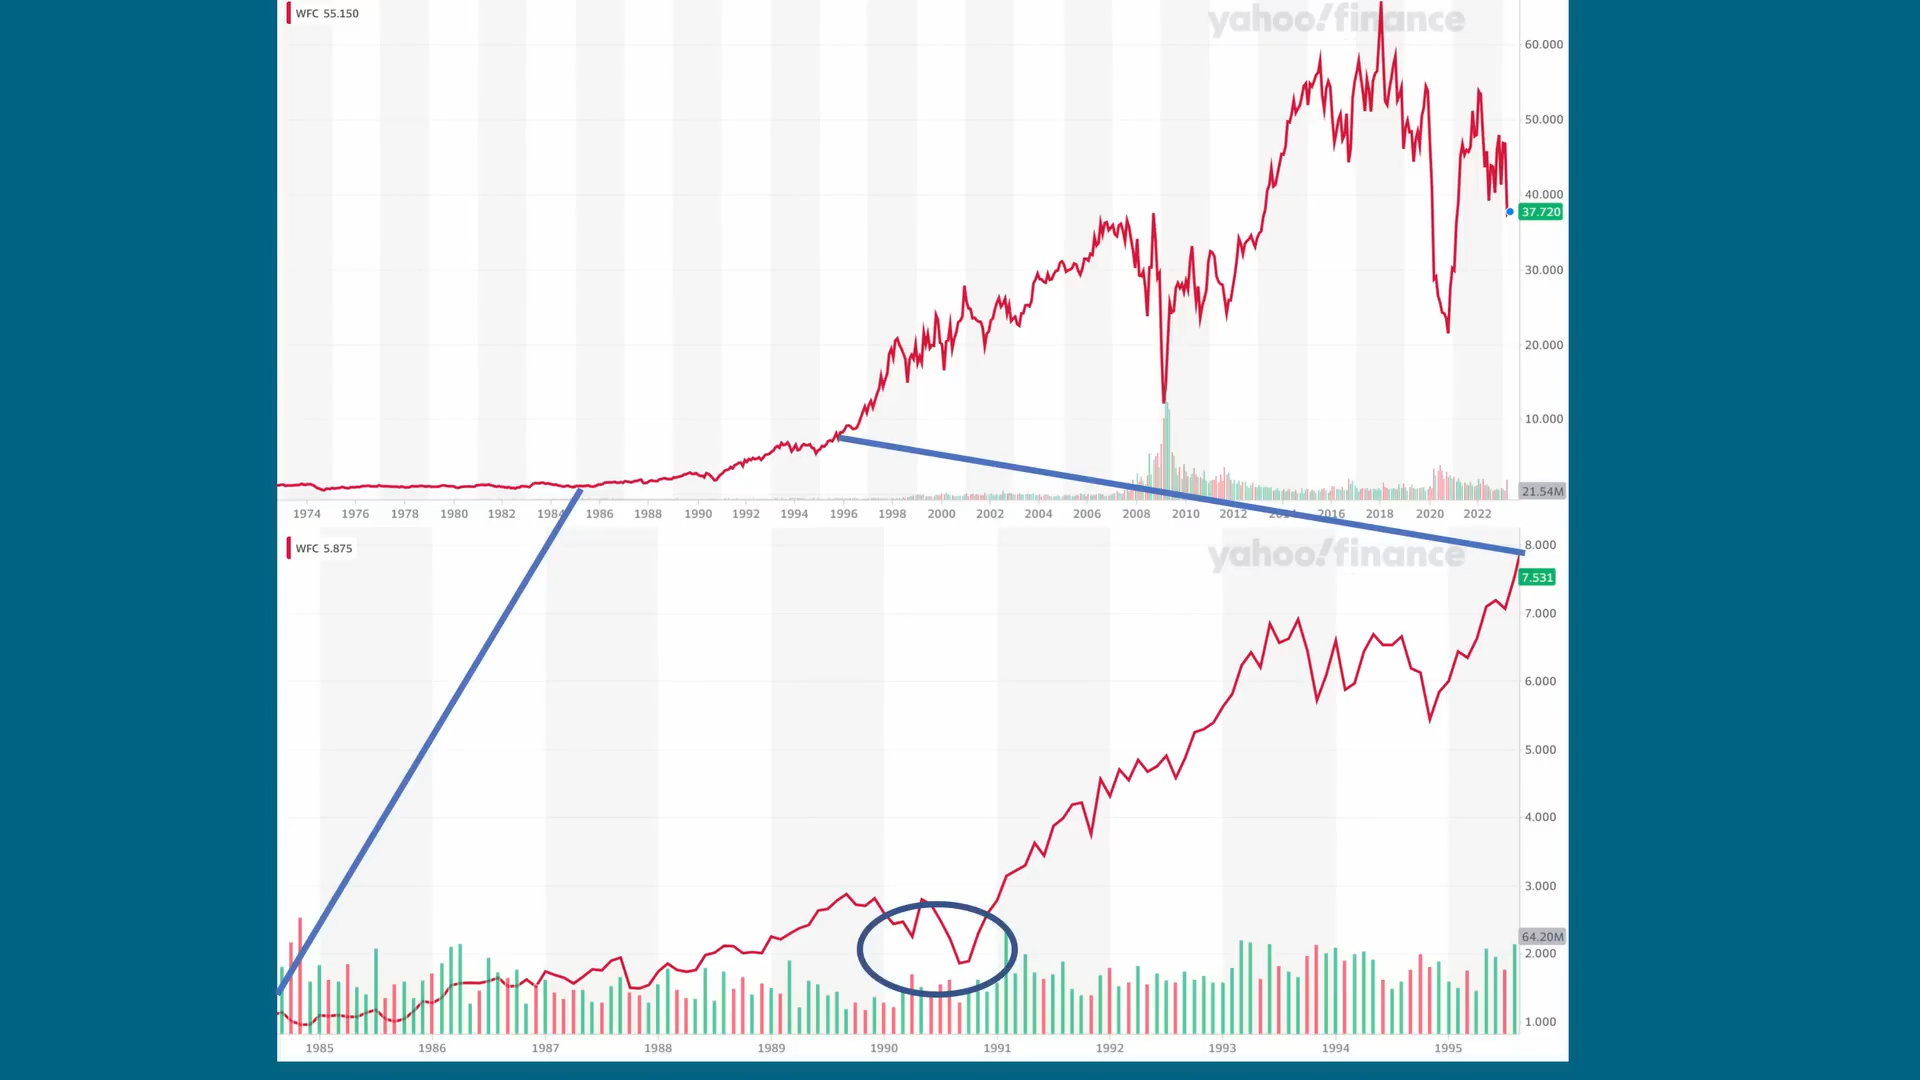 WFC 55.150
yahoo!finance
60.000
50.000
40.000
37.720
30.000
20.000
10.000
21.54M
1974 1976 1978 1980 1982 1984 1986 1988 1990 1992 1994 1996 1998 2000 2002 2004 2006 2008 2010 2012 2014 2016 2018 2020 2022
WFC 5.875
yahoo!finance
8.000
7.531
7.000
6.000
5.000
4.000
3.000
64.20M
2.000
1.000
1985 1986 1987 1988 1989 1990 1991 1992 1993 1994 1995